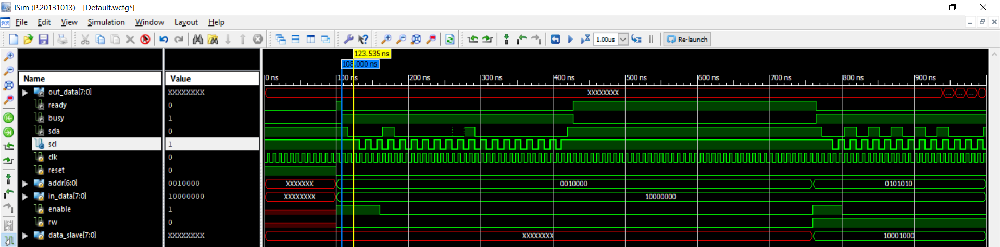 ISim (P.20131013) - [Default.wcfg*]
File Edit View Simulation Window Layout Help
1.00us Re-launch
123.535 ns
108.000 ns
Name Value
0 ns 100 ns 200 ns 300 ns 400 ns 500 ns 600 ns 700 ns 800 ns 900 ns
out_data[7:0] XXXXXXXX XXXXXXXX ... ... ...
ready 0
busy 1
sda 0
scl 1
clk 0
reset 0
addr[6:0] 0010000 XXXXXXX 0010000 0101010
in_data[7:0] 10000000 XXXXXXXX 10000000
enable 1
rw 0
data_slave[7:0] XXXXXXXX XXXXXXXX 10001000